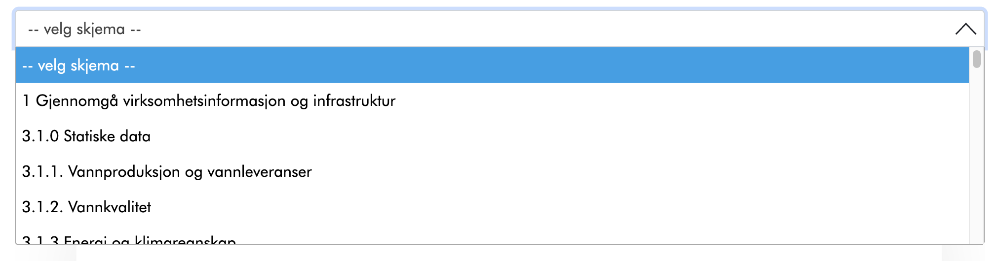 -- velg skjema --
-- velg skjema --
1 Gjennomgå virksomhetsinformasjon og infrastruktur
3.1.0 Statiske data
3.1.1. Vannproduksjon og vannleveranser
3.1.2. Vannkvalitet
3.1.3 Energi og klimaregnskap